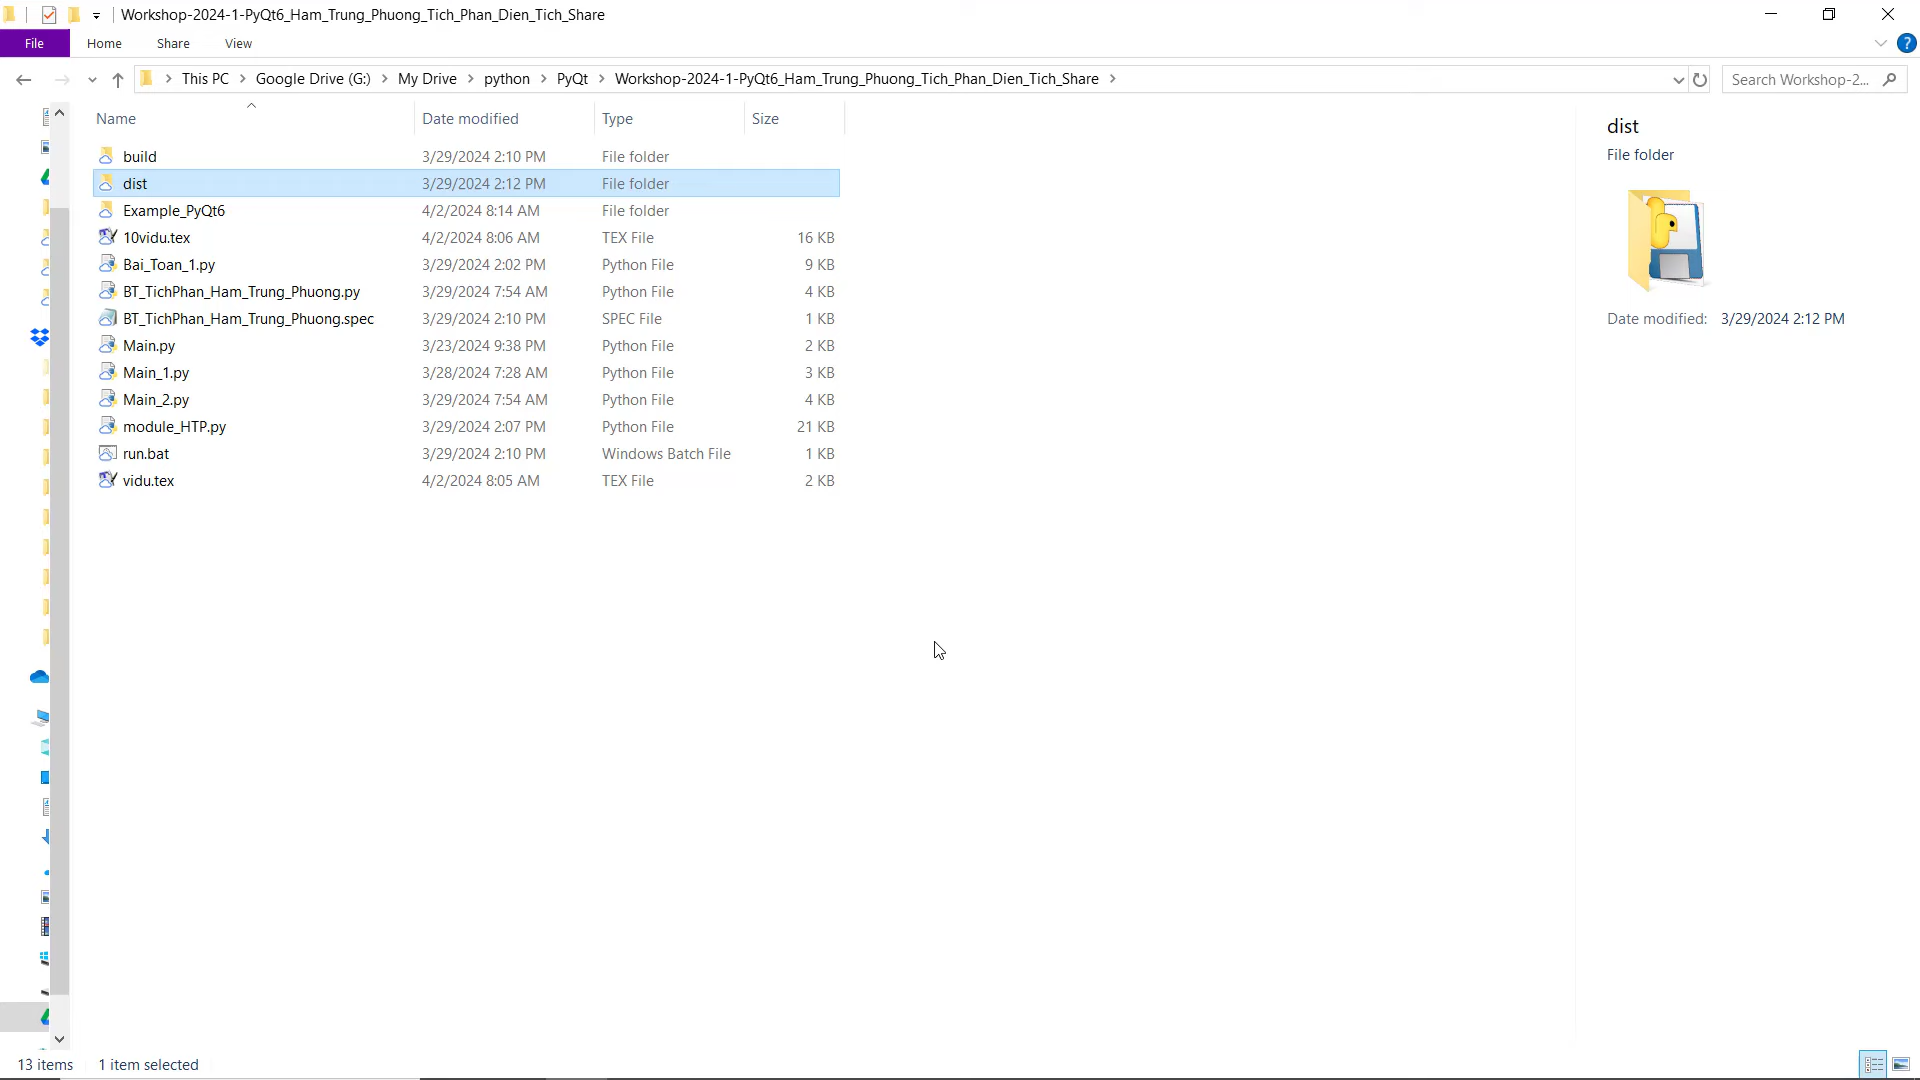 Workshop-2024-1-PyQt6_Ham_Trung_Phuong_Tich_Phan_Dien_Tich_Share
File Home Share View
This PC Google Drive (G:) My Drive python PyQt Workshop-2024-1-PyQt6_Ham_Trung_Phuong_Tich_Phan_Dien_Tich_Share Search Workshop-2...
Name Date modified Type Size
build 3/29/2024 2:10 PM File folder
dist 3/29/2024 2:12 PM File folder
Example_PyQt6 4/2/2024 8:14 AM File folder
10vidu.tex 4/2/2024 8:06 AM TEX File 16 KB
Bai_Toan_1.py 3/29/2024 2:02 PM Python File 9 KB
BT_TichPhan_Ham_Trung_Phuong.py 3/29/2024 7:54 AM Python File 4 KB
BT_TichPhan_Ham_Trung_Phuong.spec 3/29/2024 2:10 PM SPEC File 1 KB
Main.py 3/23/2024 9:38 PM Python File 2 KB
Main_1.py 3/28/2024 7:28 AM Python File 3 KB
Main_2.py 3/29/2024 7:54 AM Python File 4 KB
module_HTP.py 3/29/2024 2:07 PM Python File 21 KB
run.bat 3/29/2024 2:10 PM Windows Batch File 1 KB
vidu.tex 4/2/2024 8:05 AM TEX File 2 KB
dist
File folder
Date modified: 3/29/2024 2:12 PM
13 items 1 item selected